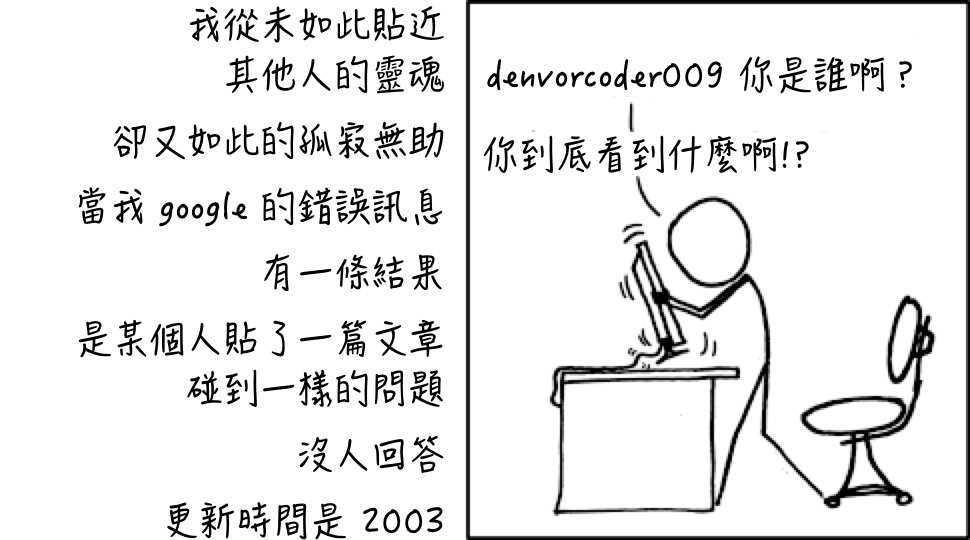 我從未如此貼近
其他人的靈魂
卻又如此的孤寂無助
當我 google 的錯誤訊息
有一條結果
是某個人貼了一篇文章
碰到一樣的問題
沒人回答
更新時間是 2003
denvorcoder009 你是誰啊？
你到底看到什麼啊!?